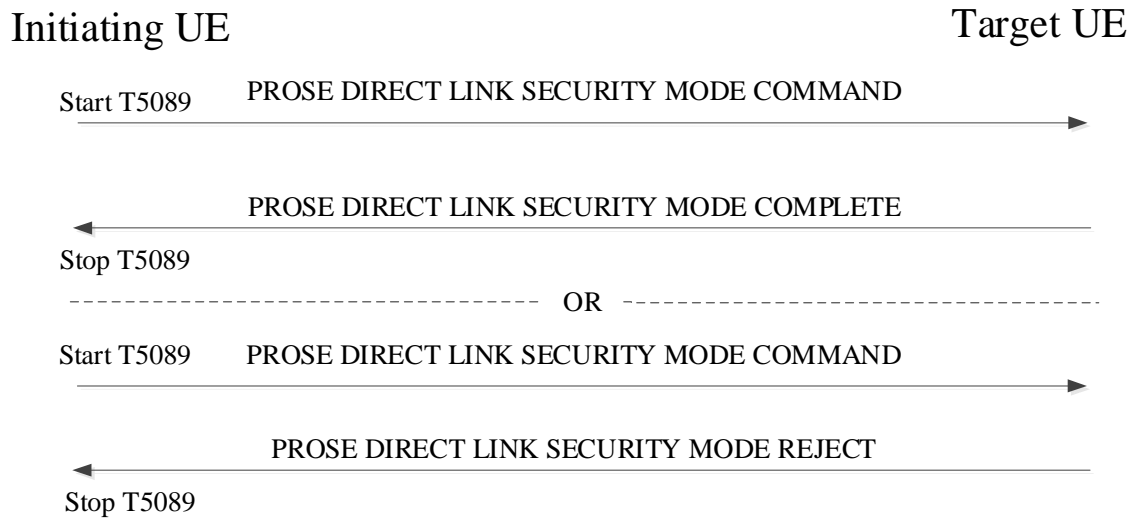 Initiating UE
Target UE
Start T5089
PROSE DIRECT LINK SECURITY MODE COMMAND
PROSE DIRECT LINK SECURITY MODE COMPLETE
Stop T5089
OR
Start T5089
PROSE DIRECT LINK SECURITY MODE COMMAND
PROSE DIRECT LINK SECURITY MODE REJECT
Stop T5089